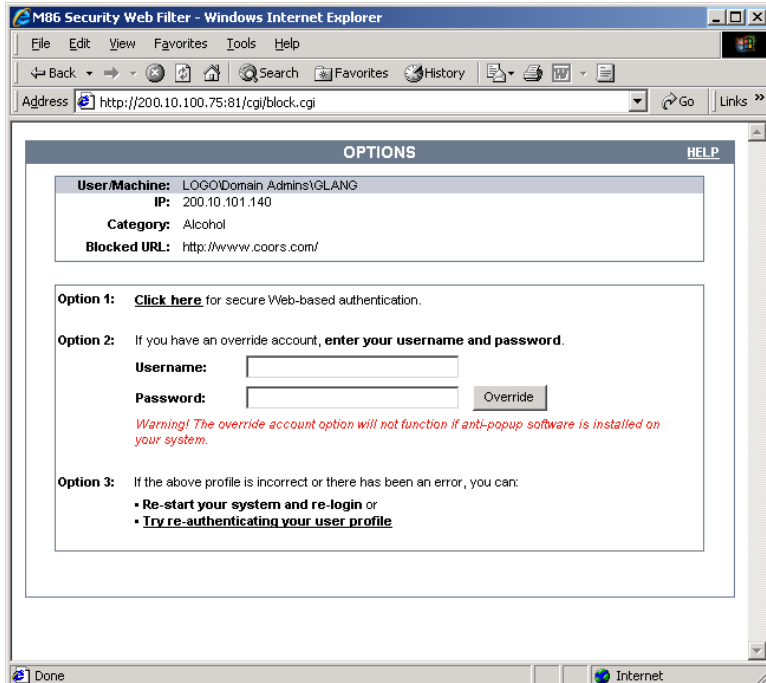 M86 Security Web Filter - Windows Internet Explorer
File Edit View Favorites Tools Help
Back Search Favorites History
Address http://200.10.100.75:81/cgi/block.cgi Go Links »
OPTIONS HELP
User/Machine: LOGO\Domain Admins\GLANG
IP: 200.10.101.140
Category: Alcohol
Blocked URL: http://www.coors.com/
Option 1: Click here for secure Web-based authentication.
Option 2: If you have an override account, enter your username and password.
Username:
Password: Override
Warning! The override account option will not function if anti-popup software is installed on
your system.
Option 3: If the above profile is incorrect or there has been an error, you can:
▪ Re-start your system and re-login or
▪ Try re-authenticating your user profile
Done Internet